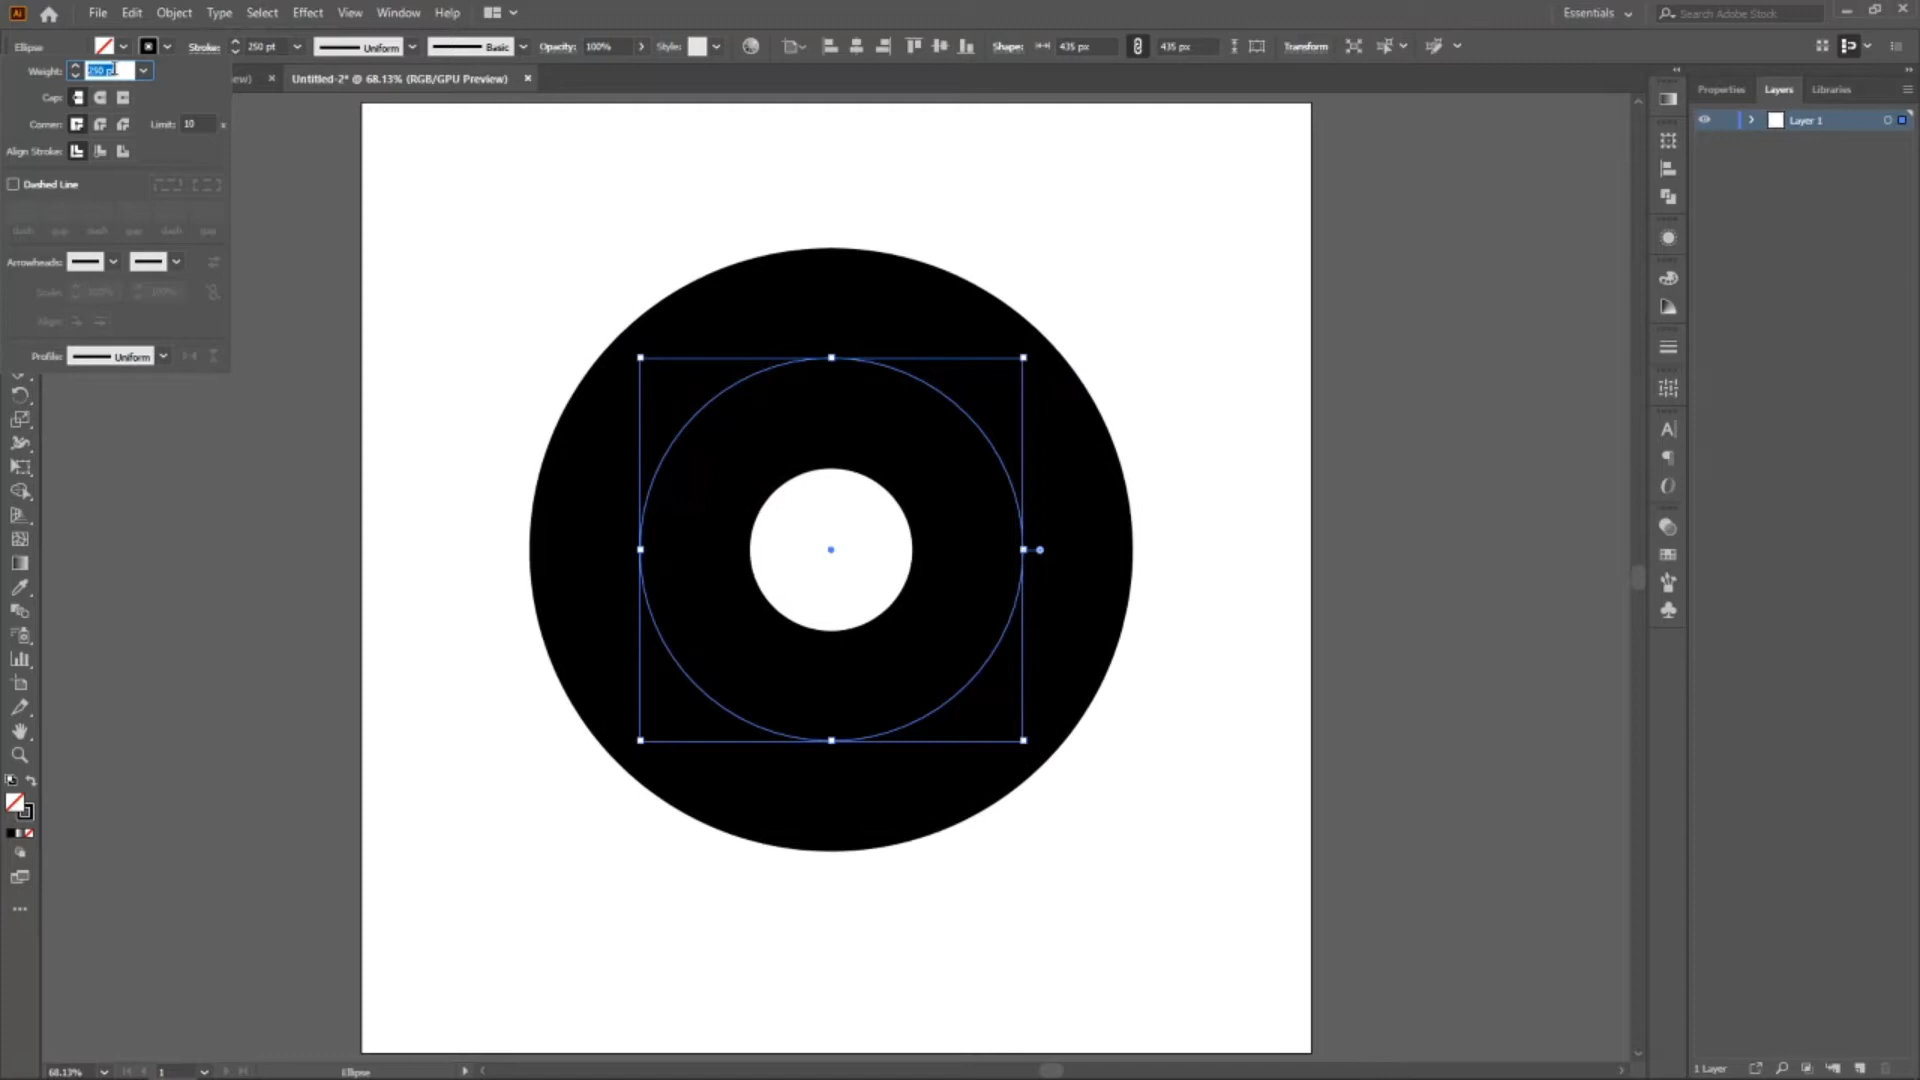 Ai File Edit Type Object Select Effect View Window Help Essentials Search Adobe Stock
Ellipse Stroke: 250 pt Uniform Basic Opacity: 100% Style: Shape: 435 px 435 px Transform
Weight: 250 pt
Untitled-2* @ 68.13% (RGB/GPU Preview) ×
Properties Layers Libraries
Cap:
Corner: Limit: 10 x
Layer 1
Align Stroke:
Dashed Line
dash gap dash gap dash gap
Arrowheads:
Scale: 100% 100%
Align:
Profile: Uniform
68.13% 1 Ellipse
1 Layer